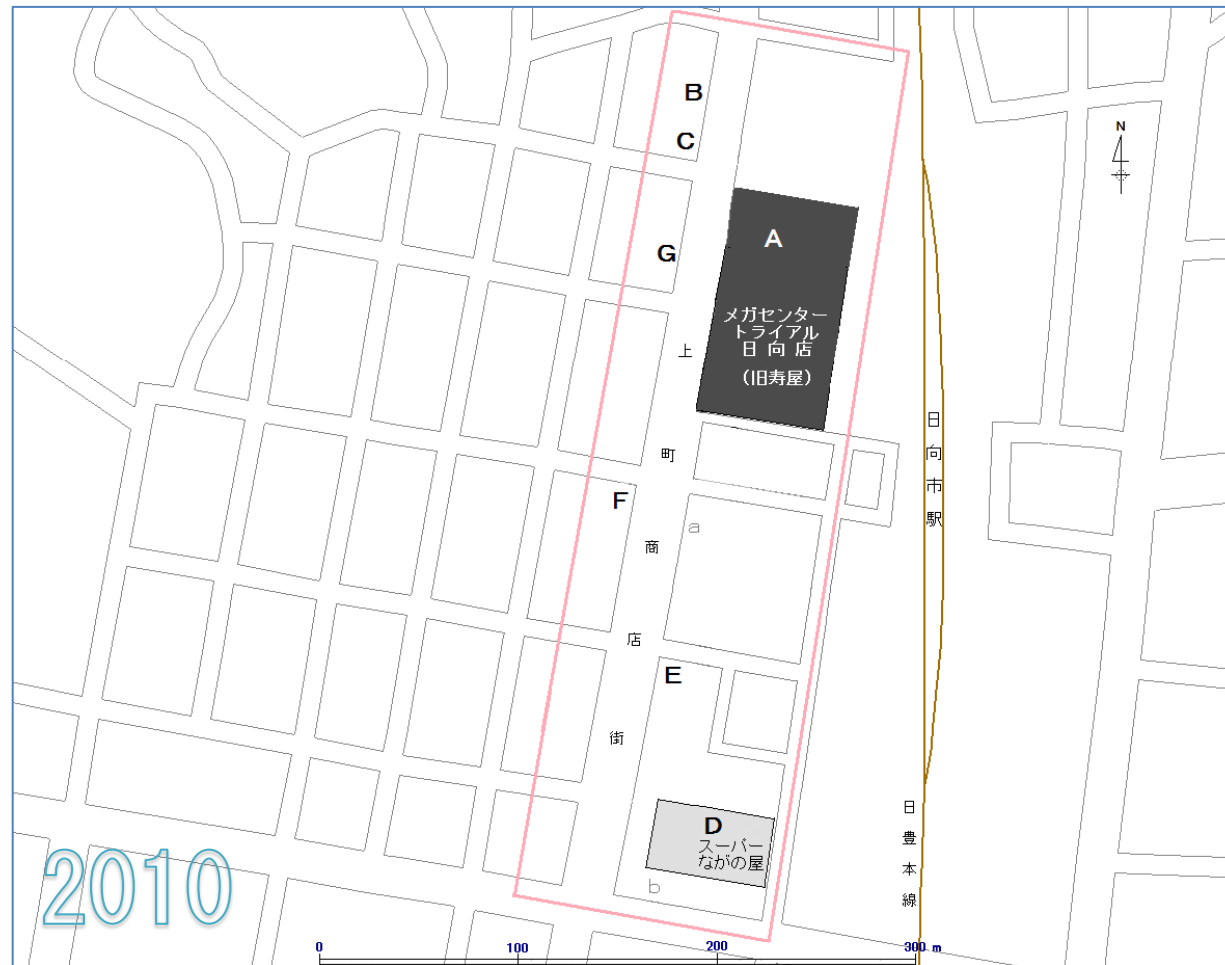 B
C
N
A
G
メガセンター
トライアル
日向店
（旧寿屋）
上町商店街
日向市駅
F
a
E
D
スーパー
ながの屋
b
日豊本線
2010
0 100 200 300 m